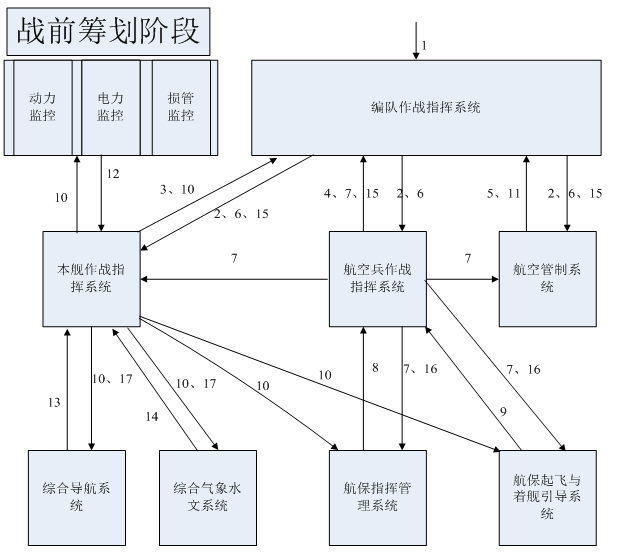 战前筹划阶段
1
动力
监控
电力
监控
损管
监控
编队作战指挥系统
10
12
3、10
2、6、15
4、7、15
2、6
5、11
2、6、15
本舰作战指
挥系统
7
航空兵作战
指挥系统
7
航空管制系
统
13
10、17
10、17
14
10
10
8
7、16
9
7、16
综合导航系
统
综合气象水
文系统
航保指挥管
理系统
航保起飞与
着舰引导系
统